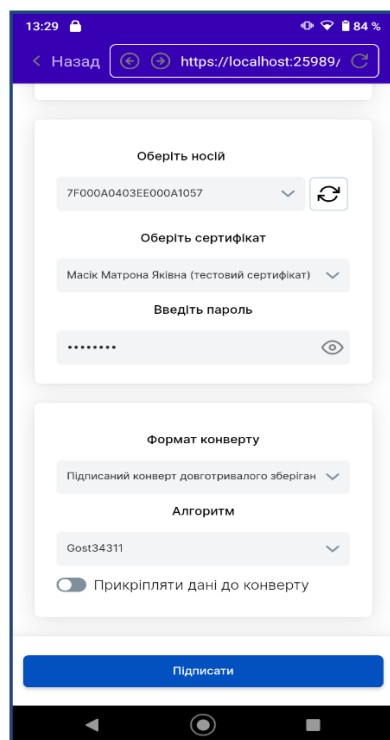 13:29 84 %
Назад https://localhost:25989/
Оберіть носій
7F000A0403EE000A1057
Оберіть сертифікат
Масік Матрона Яківна (тестовий сертифікат)
Введіть пароль
••••••••
Формат конверту
Підписаний конверт довготривалого зберіган
Алгоритм
Gost34311
Прикріпляти дані до конверту
Підписати